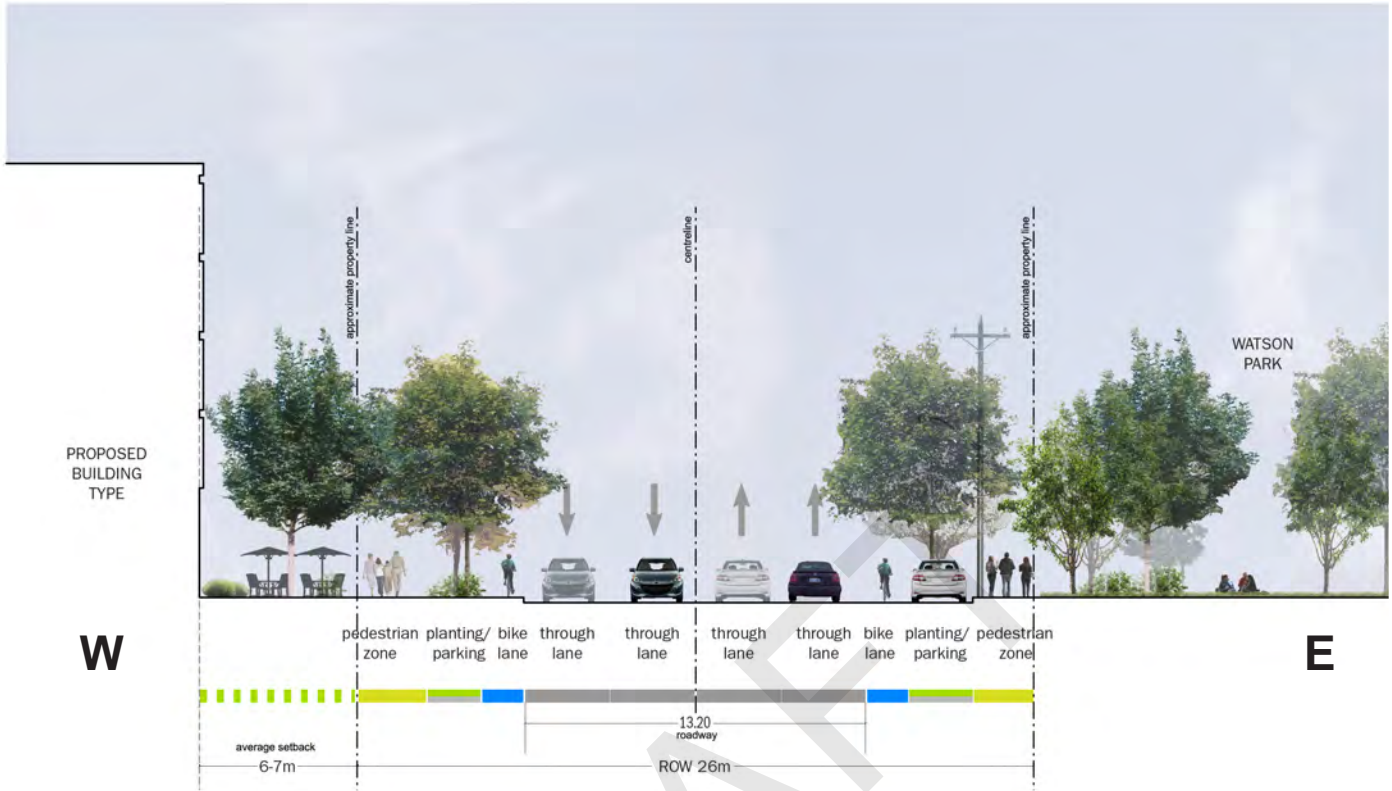 approximate property line
centreline
approximate property line
WATSON
PARK
PROPOSED
BUILDING
TYPE
pedestrian
zone
planting/
parking
bike
lane
through
lane
through
lane
through
lane
through
lane
bike
lane
planting/
parking
pedestrian
zone
W
E
13.20
roadway
average setback
6-7m
ROW 26m